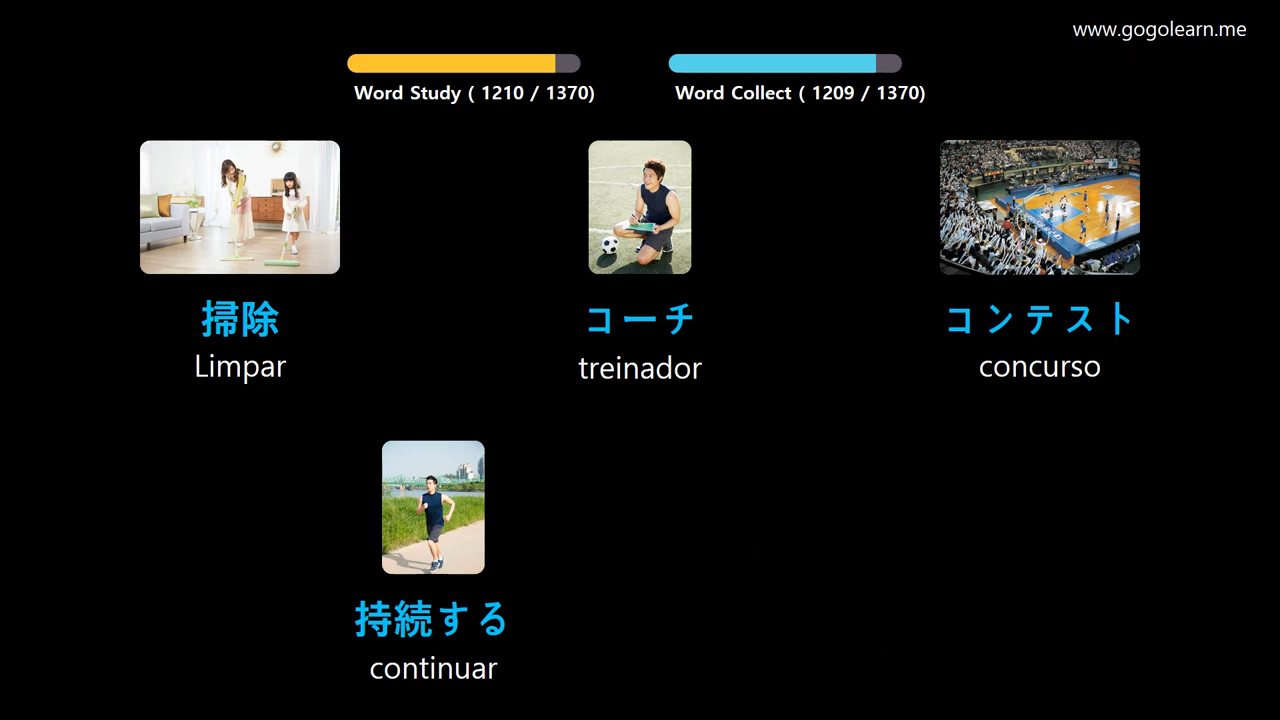 www.gogolearn.me
Word Study ( 1210 / 1370)
Word Collect ( 1209 / 1370)
掃除
Limpar
コーチ
treinador
コンテスト
concurso
持続する
continuar